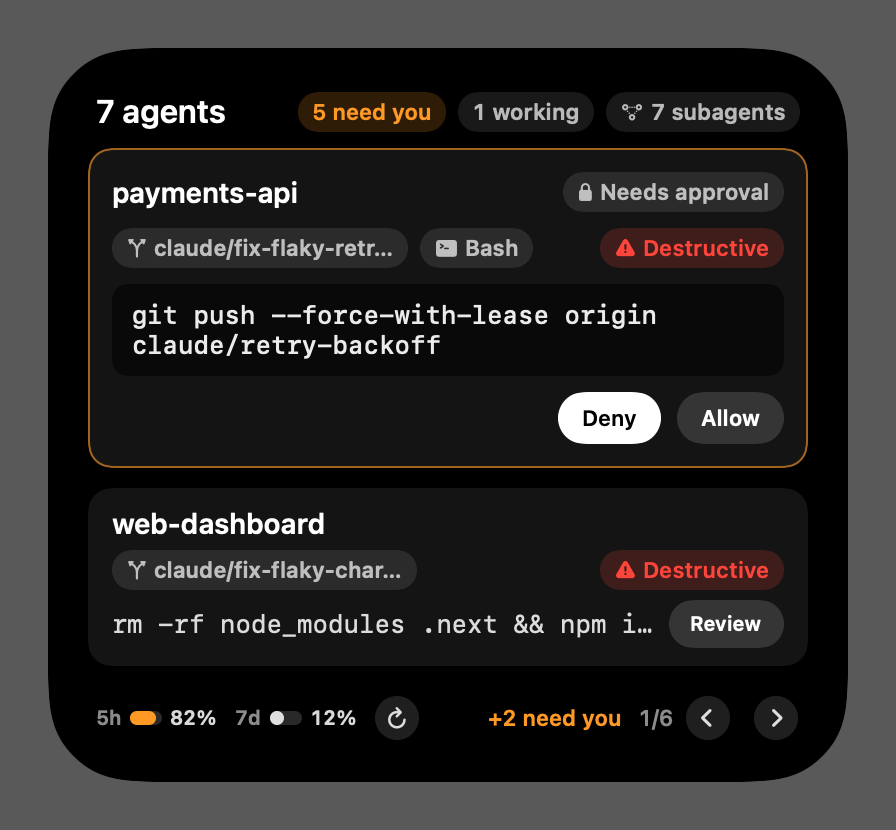 7 agents 5 need you 1 working 7 subagents
payments-api Needs approval
claude/fix-flaky-retr... Bash Destructive
git push --force-with-lease origin
claude/retry-backoff
Deny Allow
web-dashboard
claude/fix-flaky-char... Destructive
rm -rf node_modules .next && npm i... Review
5h 82% 7d 12% +2 need you 1/6